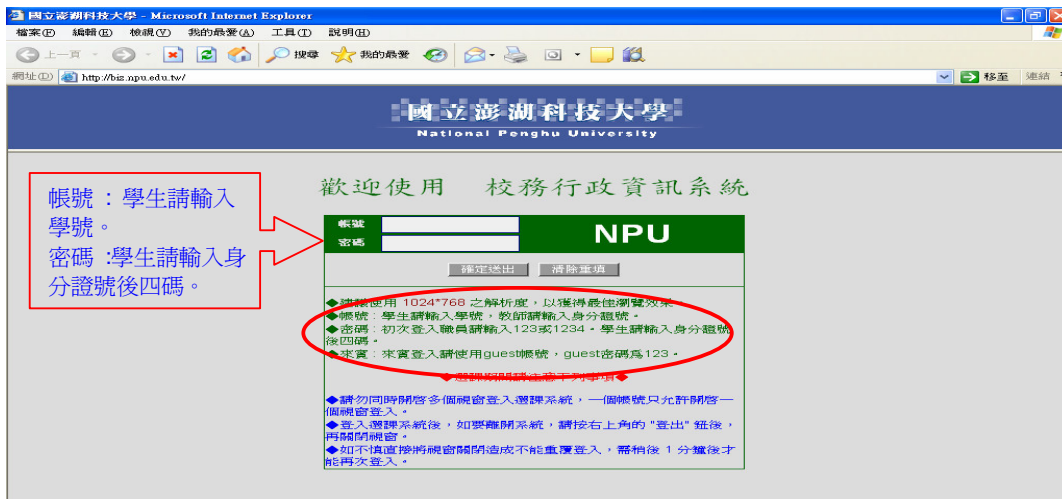 國立澎湖科技大學 - Microsoft Internet Explorer
檔案(F) 編輯(E) 檢視(V) 我的最愛(A) 工具(T) 說明(H)
上一頁 搜尋 我的最愛
網址(D) http://biz.npu.edu.tw/ 移至 連結
國立澎湖科技大學
National Penghu University
歡迎使用 校務行政資訊系統
帳號：學生請輸入
學號。
密碼：學生請輸入身
分證號後四碼。
帳號
密碼
NPU
確定送出 清除重填
◆建議使用 1024*768 之解析度，以獲得最佳瀏覽效果。
◆帳號：學生請輸入學號，教師請輸入身分證號。
◆密碼：初次登入職員請輸入123或1234。學生請輸入身分證號
後四碼。
◆來賓：來賓登入請使用guest帳號，guest密碼為123。
◆選課期間請注意下列事項◆
◆請勿同時開啓多個視窗登入選課系統，一個帳號只允許開啓一
個視窗登入。
◆登入選課系統後，如要離開系統，請按右上角的 "登出" 鈕後，
再關閉視窗。
◆如不慎直接將視窗關閉造成不能重覆登入，需稍後 1 分鐘後才
能再次登入。